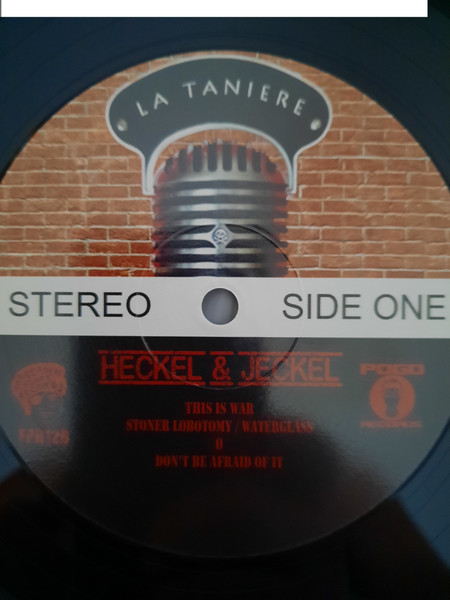 LA TANIERE
STEREO
SIDE ONE
HECKEL & JECKEL
POGO
RECORDS
THIS IS WAR
STONER LOBOTOMY / WATERGLASS
O
DON'T BE AFRAID OF IT